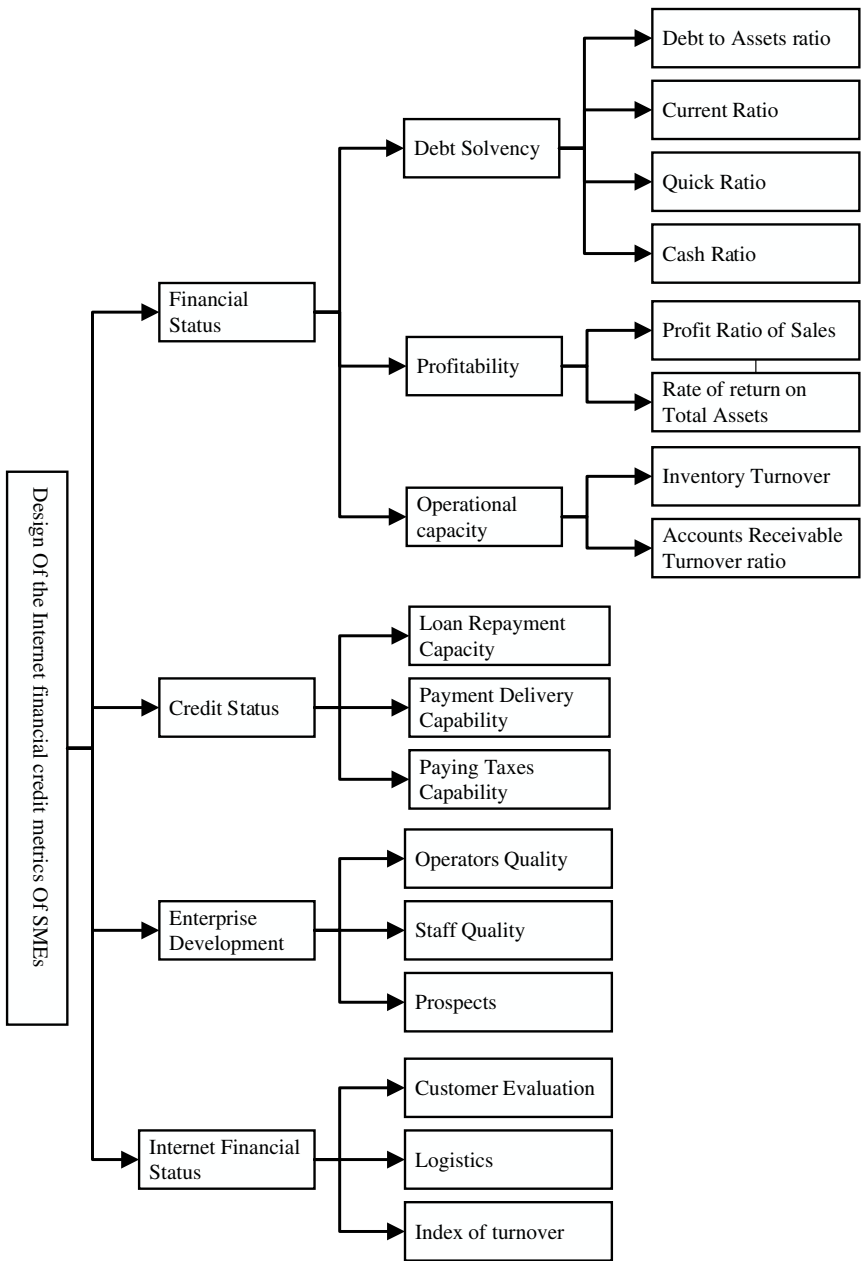 Design Of the Internet financial credit metrics Of SMEs
Financial
Status
Debt Solvency
Debt to Assets ratio
Current Ratio
Quick Ratio
Cash Ratio
Profitability
Profit Ratio of Sales
Rate of return on
Total Assets
Operational
capacity
Inventory Turnover
Accounts Receivable
Turnover ratio
Credit Status
Loan Repayment
Capacity
Payment Delivery
Capability
Paying Taxes
Capability
Enterprise
Development
Operators Quality
Staff Quality
Prospects
Internet Financial
Status
Customer Evaluation
Logistics
Index of turnover